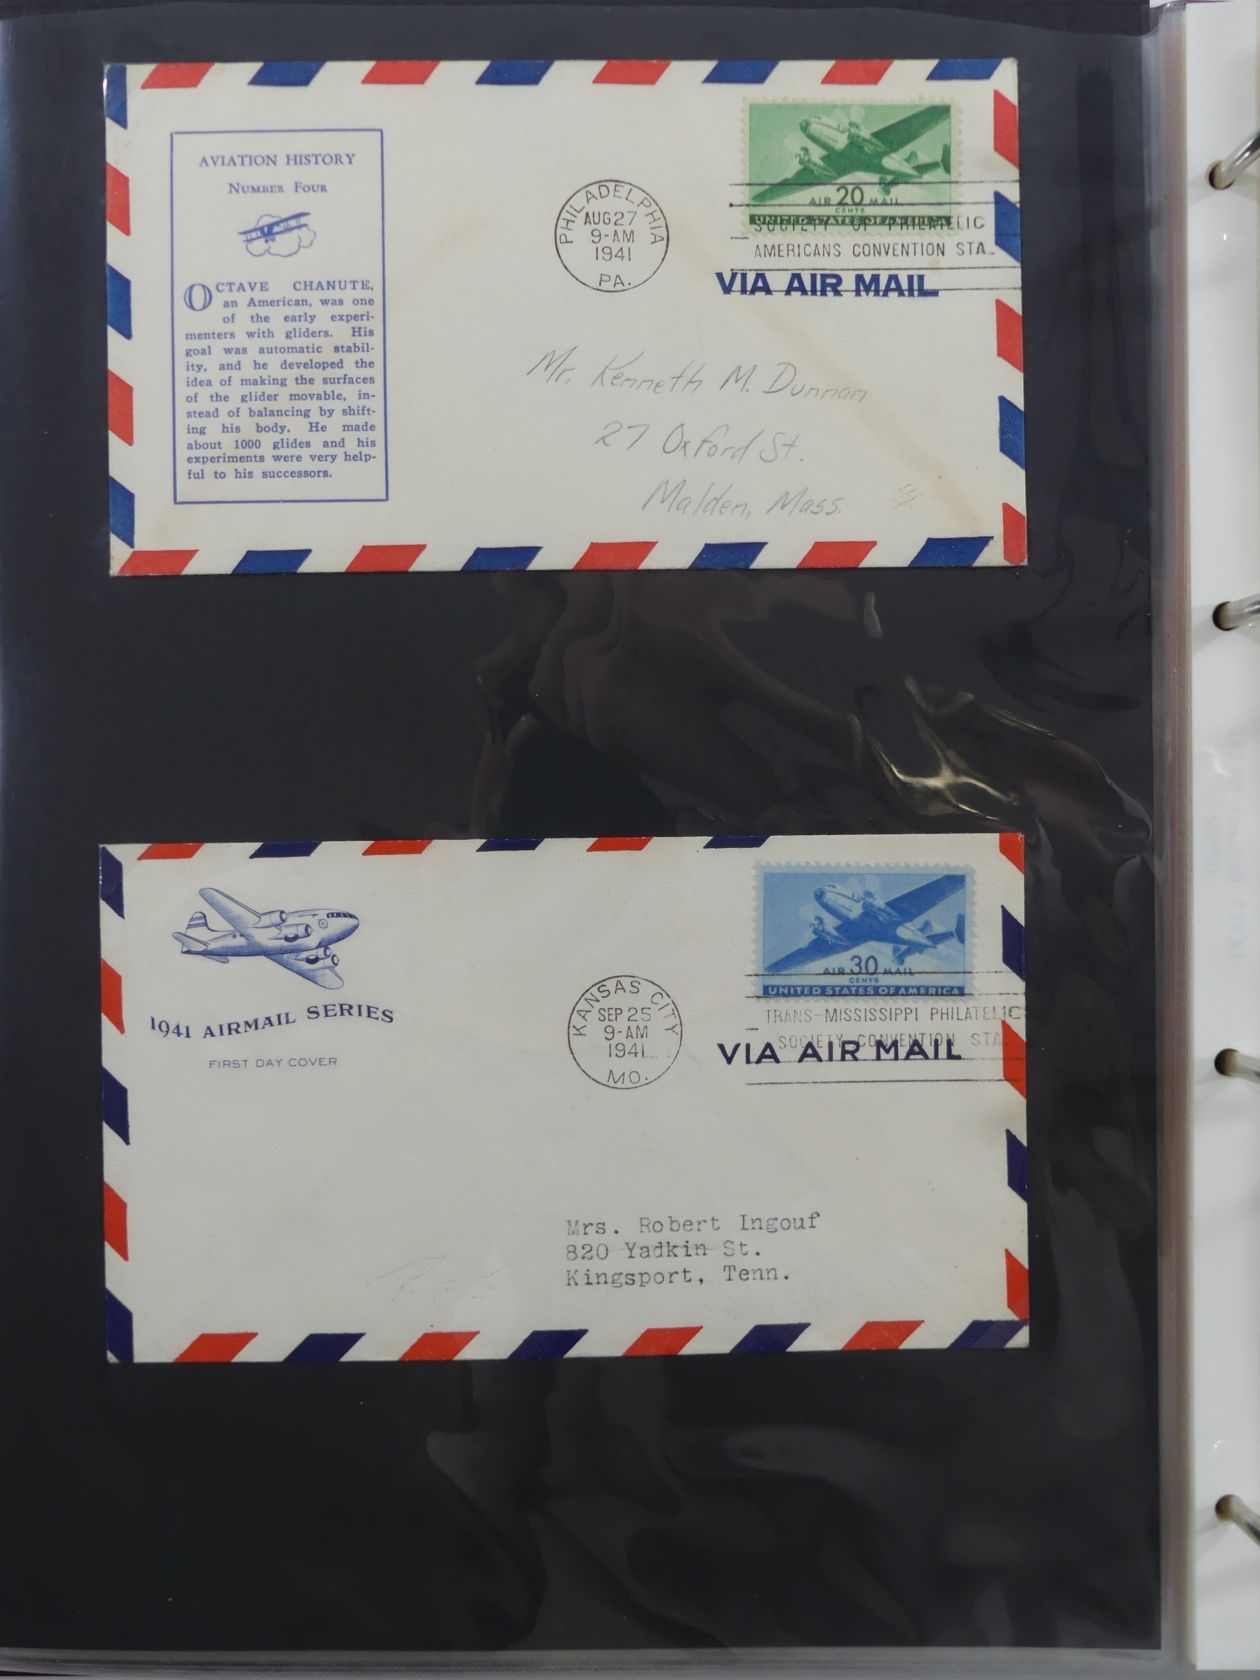 AVIATION HISTORY
NUMBER FOUR
OCTAVE CHANUTE,
an American, was one
of the early experi-
menters with gliders. His
goal was automatic stabil-
ity, and he developed the
idea of making the surfaces
of the glider movable, in-
stead of balancing by shift-
ing his body. He made
about 1000 glides and his
experiments were very help-
ful to his successors.
PHILADELPHIA
AUG 27
9-AM
1941
PA.
AIR 20 MAIL
CENTS
UNITED STATES OF AMERICA
SOCIETY OF PHILATELIC
AMERICANS CONVENTION STA.
VIA AIR MAIL
Mr. Kenneth M. Dunnan
27 Oxford St.
Malden, Mass.
1941 AIRMAIL SERIES
FIRST DAY COVER
KANSAS CITY
SEP 25
9-AM
1941
MO.
AIR 30 MAIL
CENTS
UNITED STATES OF AMERICA
TRANS-MISSISSIPPI PHILATELIC
SOCIETY CONVENTION STA.
VIA AIR MAIL
Mrs. Robert Ingouf
820 Yadkin St.
Kingsport, Tenn.